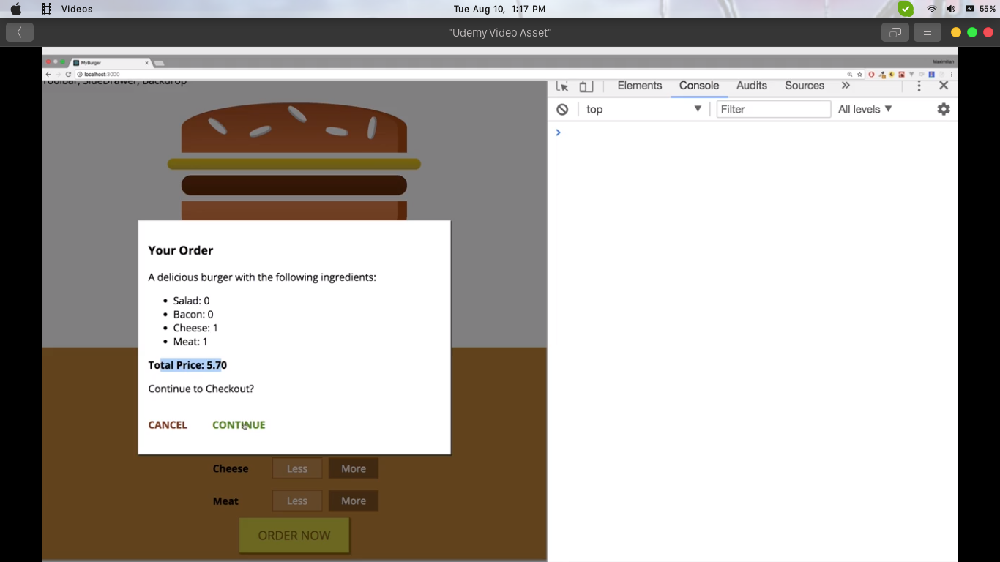 Videos
Tue Aug 10, 1:17 PM
55%
"Udemy Video Asset"
MyBurger
Maximilian
localhost:3000
Toolbar, SideDrawer, Backdrop
Elements Console Audits Sources
top Filter All levels
Your Order
A delicious burger with the following ingredients:
Salad: 0
Bacon: 0
Cheese: 1
Meat: 1
Total Price: 5.70
Continue to Checkout?
CANCEL CONTINUE
Cheese Less More
Meat Less More
ORDER NOW